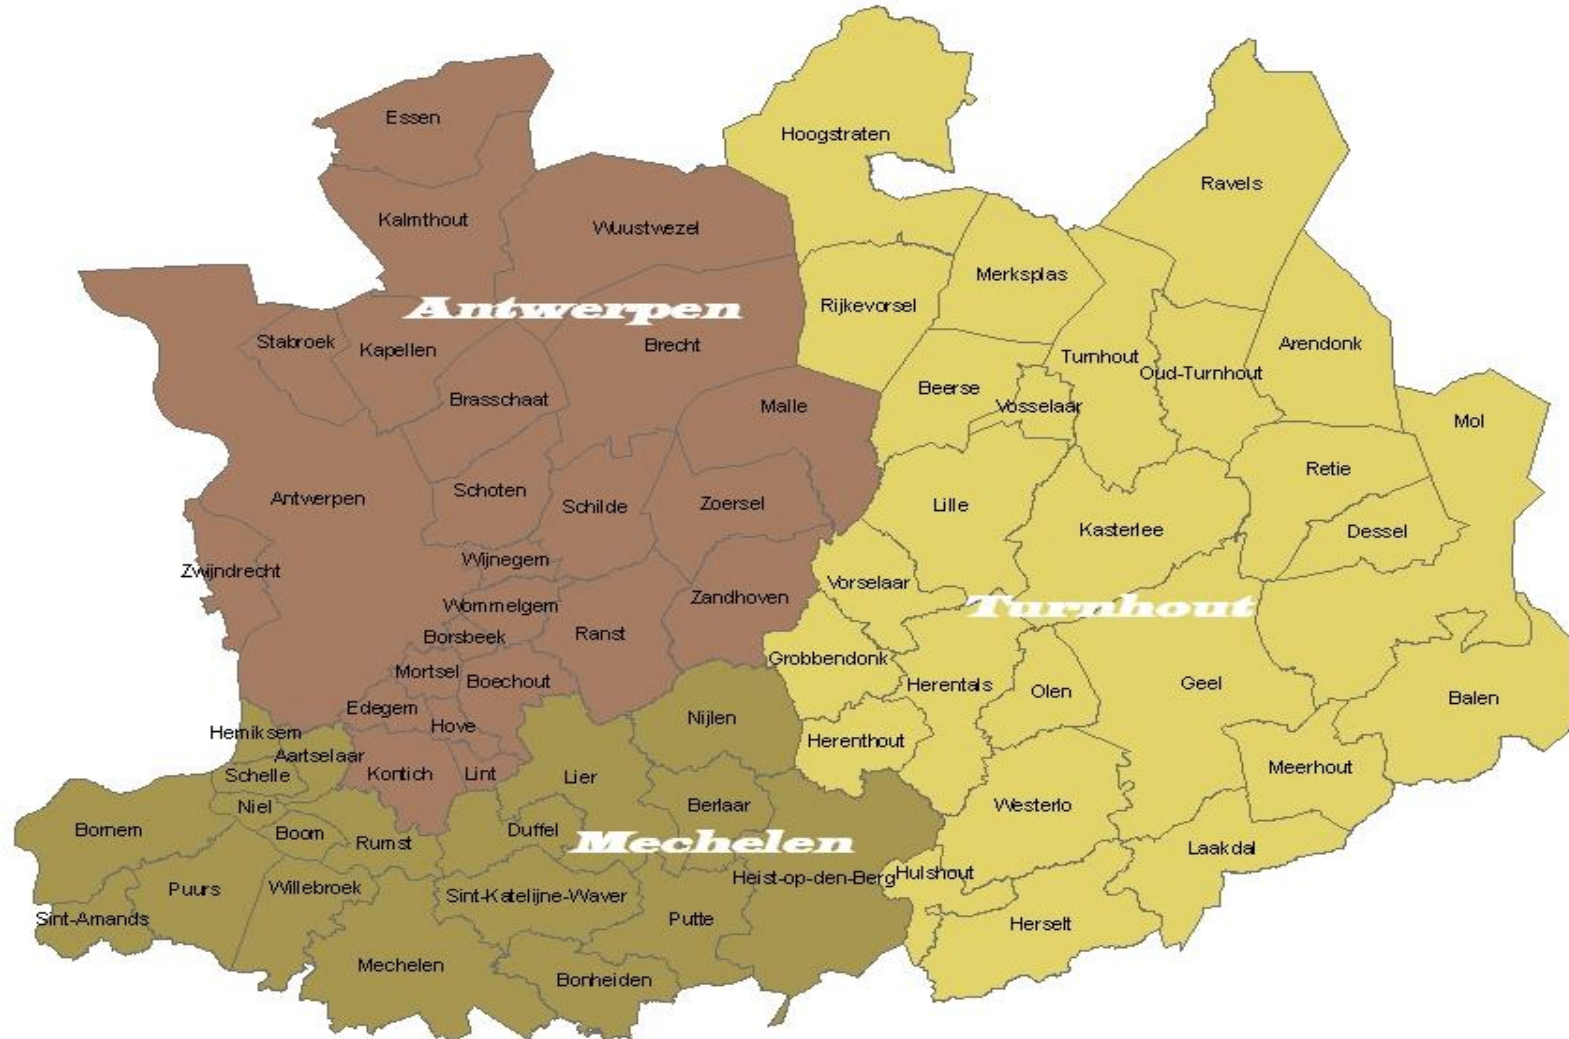 Essen
Hoogstraten
Ravels
Kalmthout
Wuustwezel
Merksplas
Rijkevorsel
Antwerpen
Stabroek
Kapellen
Brecht
Turnhout
Oud-Turnhout
Arendonk
Brasschaat
Malle
Beerse
Vosselaar
Mol
Antwerpen
Schoten
Schilde
Zoersel
Lille
Kasterlee
Retie
Dessel
Zwijndrecht
Wijnegem
Vorselaar
Wommelgem
Zandhoven
Turnhout
Borsbeek
Ranst
Mortsel
Boechout
Grobbendonk
Herentals
Olen
Geel
Balen
Edegem
Hove
Nijlen
Herenthout
Hemiksem
Aartselaar
Schelle
Kontich
Lint
Lier
Meerhout
Niel
Berlaar
Westerlo
Bornem
Boom
Rumst
Duffel
Mechelen
Laakdal
Puurs
Willebroek
Sint-Katelijne-Waver
Heist-op-den-Berg
Hulshout
Sint-Amands
Putte
Herselt
Mechelen
Bonheiden